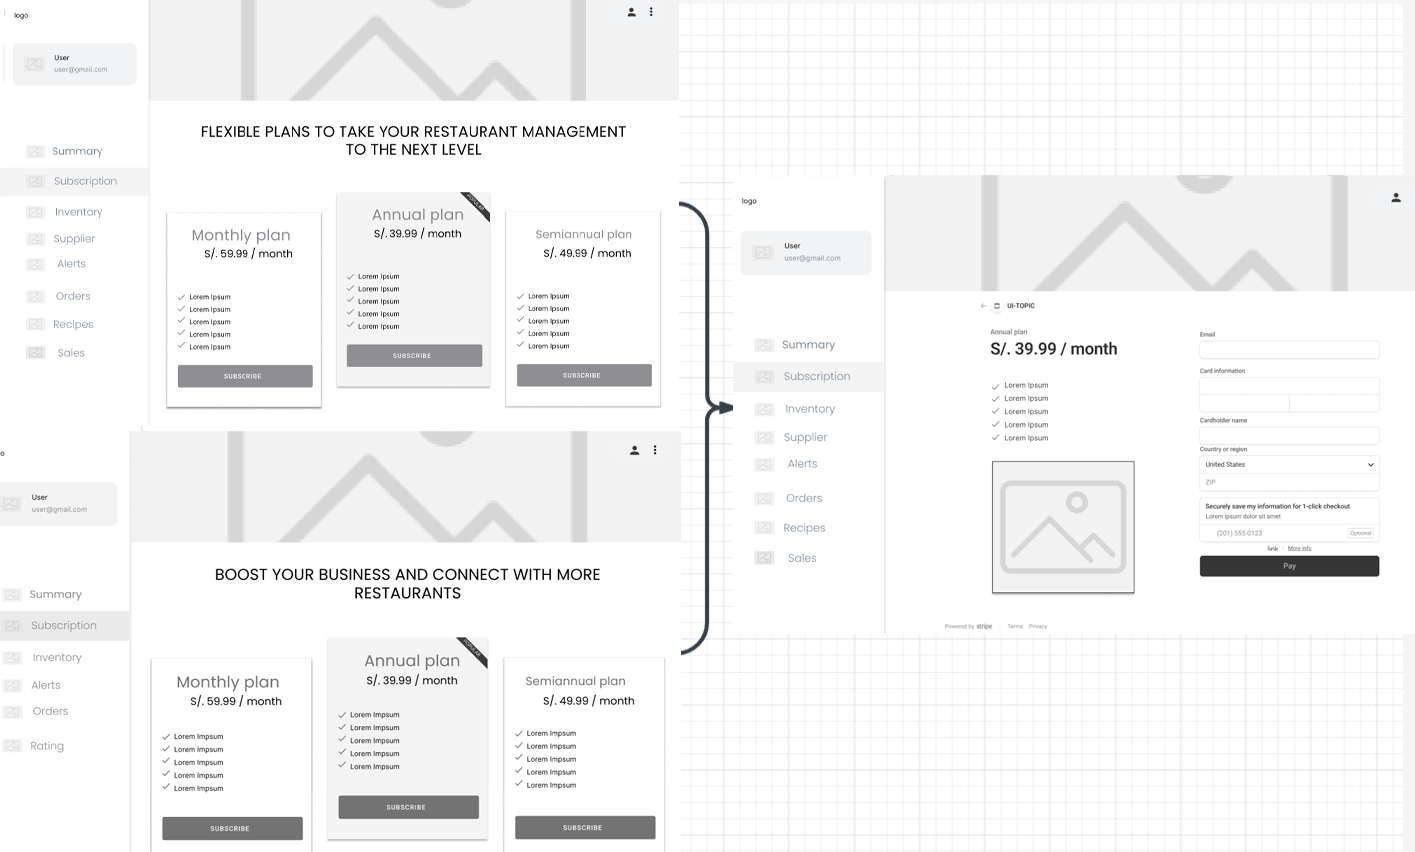 logo
User
user@gmail.com
Summary
Subscription
Inventory
Supplier
Alerts
Orders
Recipes
Sales
FLEXIBLE PLANS TO TAKE YOUR RESTAURANT MANAGEMENT
TO THE NEXT LEVEL
Monthly plan
S/. 59.99 / month
Lorem Ipsum
Lorem Ipsum
Lorem Ipsum
Lorem Ipsum
Lorem Ipsum
SUBSCRIBE
POPULAR
Annual plan
S/. 39.99 / month
Lorem Ipsum
Lorem Ipsum
Lorem Ipsum
Lorem Ipsum
Lorem Ipsum
SUBSCRIBE
Semiannual plan
S/. 49.99 / month
Lorem Ipsum
Lorem Ipsum
Lorem Ipsum
Lorem Ipsum
Lorem Ipsum
SUBSCRIBE
o
User
user@gmail.com
Summary
Subscription
Inventory
Alerts
Orders
Rating
BOOST YOUR BUSINESS AND CONNECT WITH MORE
RESTAURANTS
Monthly plan
S/. 59.99 / month
Lorem Impsum
Lorem Impsum
Lorem Impsum
Lorem Impsum
Lorem Impsum
SUBSCRIBE
POPULAR
Annual plan
S/. 39.99 / month
Lorem Impsum
Lorem Impsum
Lorem Impsum
Lorem Impsum
Lorem Impsum
SUBSCRIBE
Semiannual plan
S/. 49.99 / month
Lorem Impsum
Lorem Impsum
Lorem Impsum
Lorem Impsum
Lorem Impsum
SUBSCRIBE
logo
User
user@gmail.com
Summary
Subscription
Inventory
Supplier
Alerts
Orders
Recipes
Sales
UI-TOPIC
Annual plan
S/. 39.99 / month
Lorem Ipsum
Lorem Ipsum
Lorem Ipsum
Lorem Ipsum
Lorem Ipsum
Email
Card information
Cardholder name
Country or region
United States
ZIP
Securely save my information for 1-click checkout
Lorem ipsum dolor sit amet
(201) 555-0123 Optional
link · More info
Pay
Powered by stripe Terms Privacy